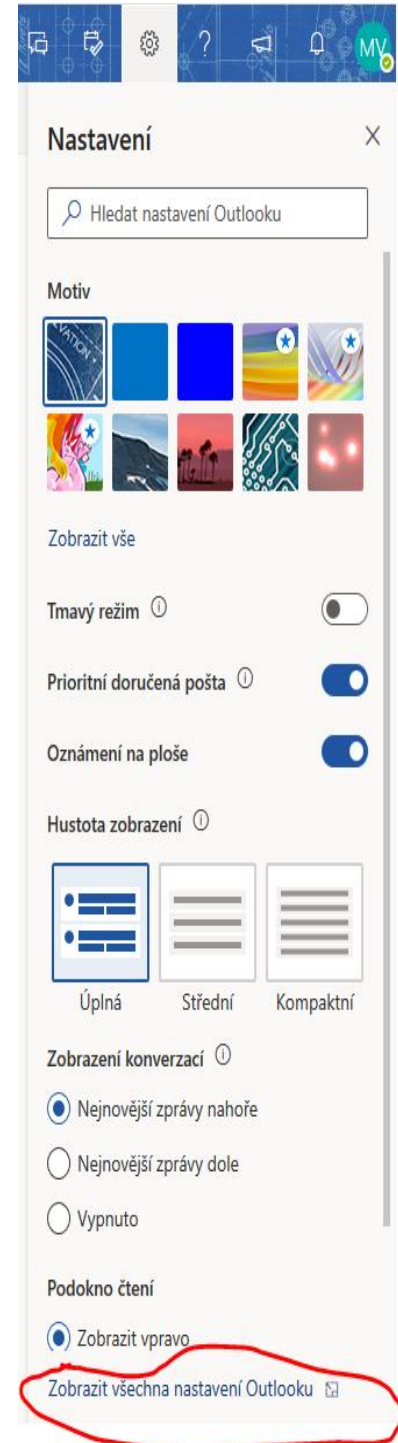 MV
Nastavení
Hledat nastavení Outlooku
Motiv
Zobrazit vše
Tmavý režim
Prioritní doručená pošta
Oznámení na ploše
Hustota zobrazení
Úplná Střední Kompaktní
Zobrazení konverzací
Nejnovější zprávy nahoře
Nejnovější zprávy dole
Vypnuto
Podokno čtení
Zobrazit vpravo
Zobrazit všechna nastavení Outlooku